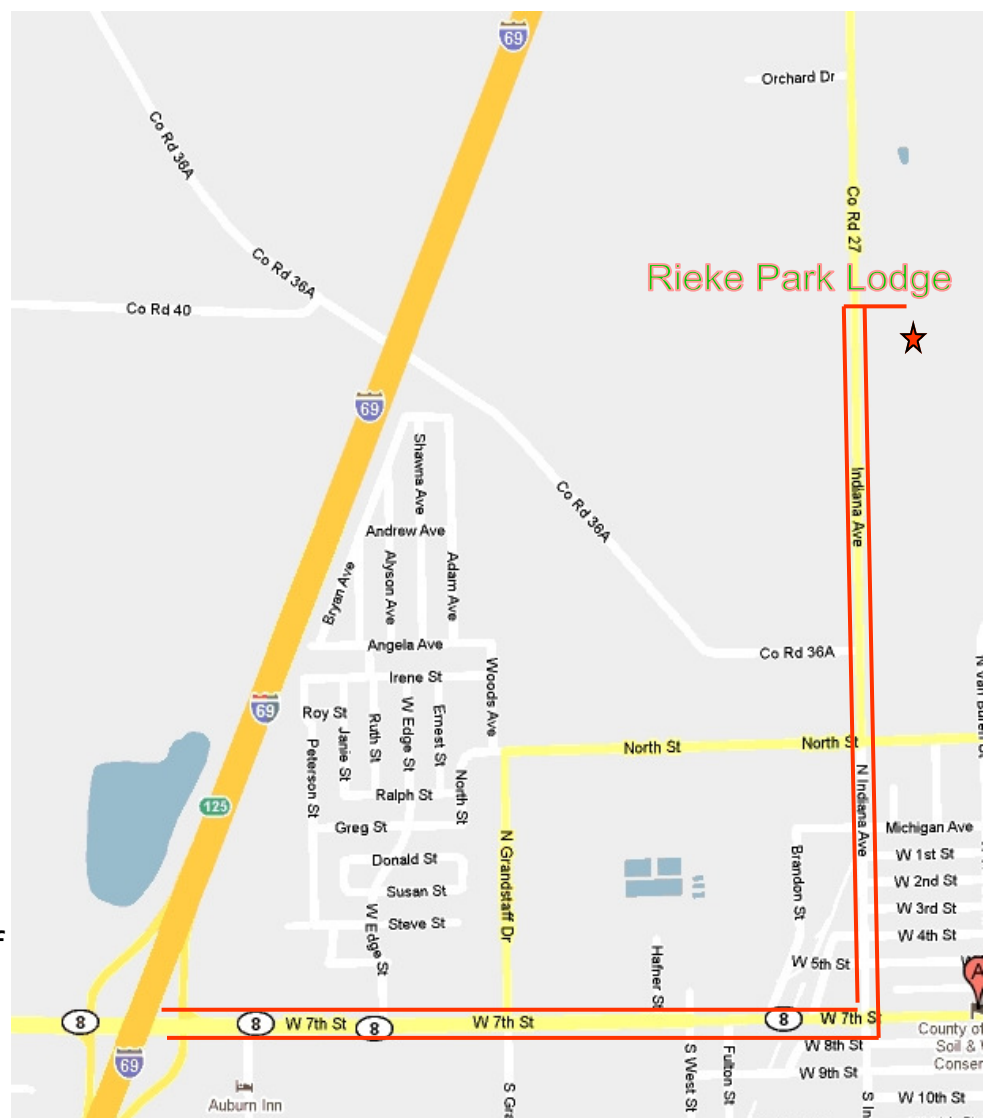 69
Orchard Dr
Co Rd 36A
Co Rd 27
Co Rd 36A
Rieke Park Lodge
Co Rd 40
69
Shawna Ave
Indiana Ave
Co Rd 36A
Andrew Ave
Alyson Ave
Adam Ave
Bryan Ave
Angela Ave
Co Rd 36A
Woods Ave
N Van Buren St
Irene St
69
Roy St
W Edge St
Ernest St
Ruth St
Janie St
Peterson St
North St
North St
N Indiana Ave
North St
Ralph St
125
Greg St
Michigan Ave
N Grandstaff Dr
Brandon St
W 1st St
Donald St
W 2nd St
Susan St
W 3rd St
Steve St
W Edge St
W 4th St
Hafner St
W 5th St
A
8
8
W 7th St
8
W 7th St
8
W 7th St
County of
Soil &
Conser
W 8th St
69
S West St
Fulton St
W 9th St
Auburn Inn
S Gra
S In
W 10th St